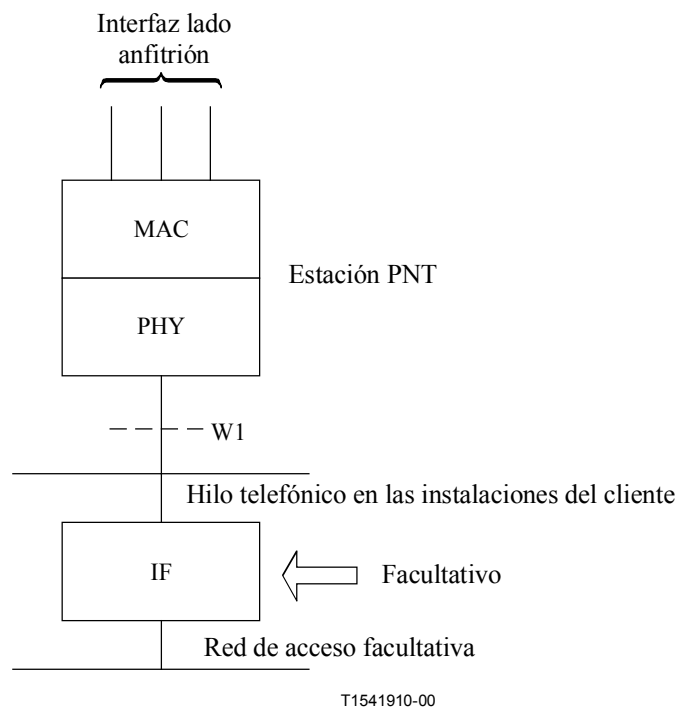 Interfaz lado
anfitrión
MAC
Estación PNT
PHY
W1
Hilo telefónico en las instalaciones del cliente
IF
Facultativo
Red de acceso facultativa
T1541910-00